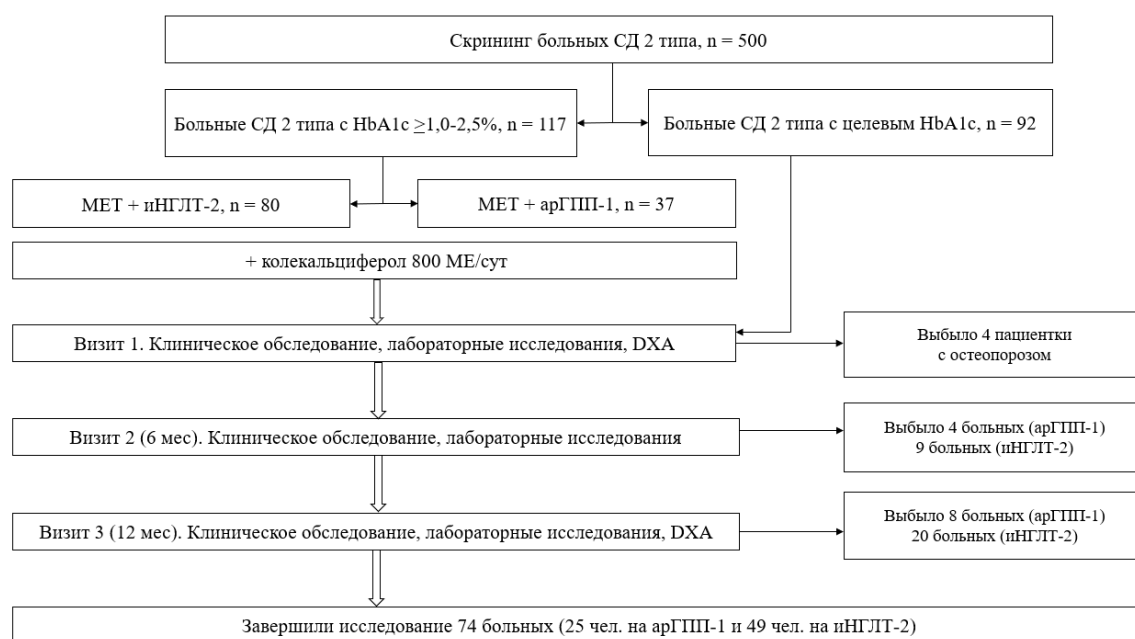 Скрининг больных СД 2 типа, n = 500
Больные СД 2 типа с HbA1c ≥1,0-2,5%, n = 117
Больные СД 2 типа с целевым HbA1c, n = 92
МЕТ + иНГЛТ-2, n = 80
МЕТ + арГПП-1, n = 37
+ колекальциферол 800 МЕ/сут
Визит 1. Клиническое обследование, лабораторные исследования, DXA
Выбыло 4 пациентки
с остеопорозом
Визит 2 (6 мес). Клиническое обследование, лабораторные исследования
Выбыло 4 больных (арГПП-1)
9 больных (иНГЛТ-2)
Визит 3 (12 мес). Клиническое обследование, лабораторные исследования, DXA
Выбыло 8 больных (арГПП-1)
20 больных (иНГЛТ-2)
Завершили исследование 74 больных (25 чел. на арГПП-1 и 49 чел. на иНГЛТ-2)